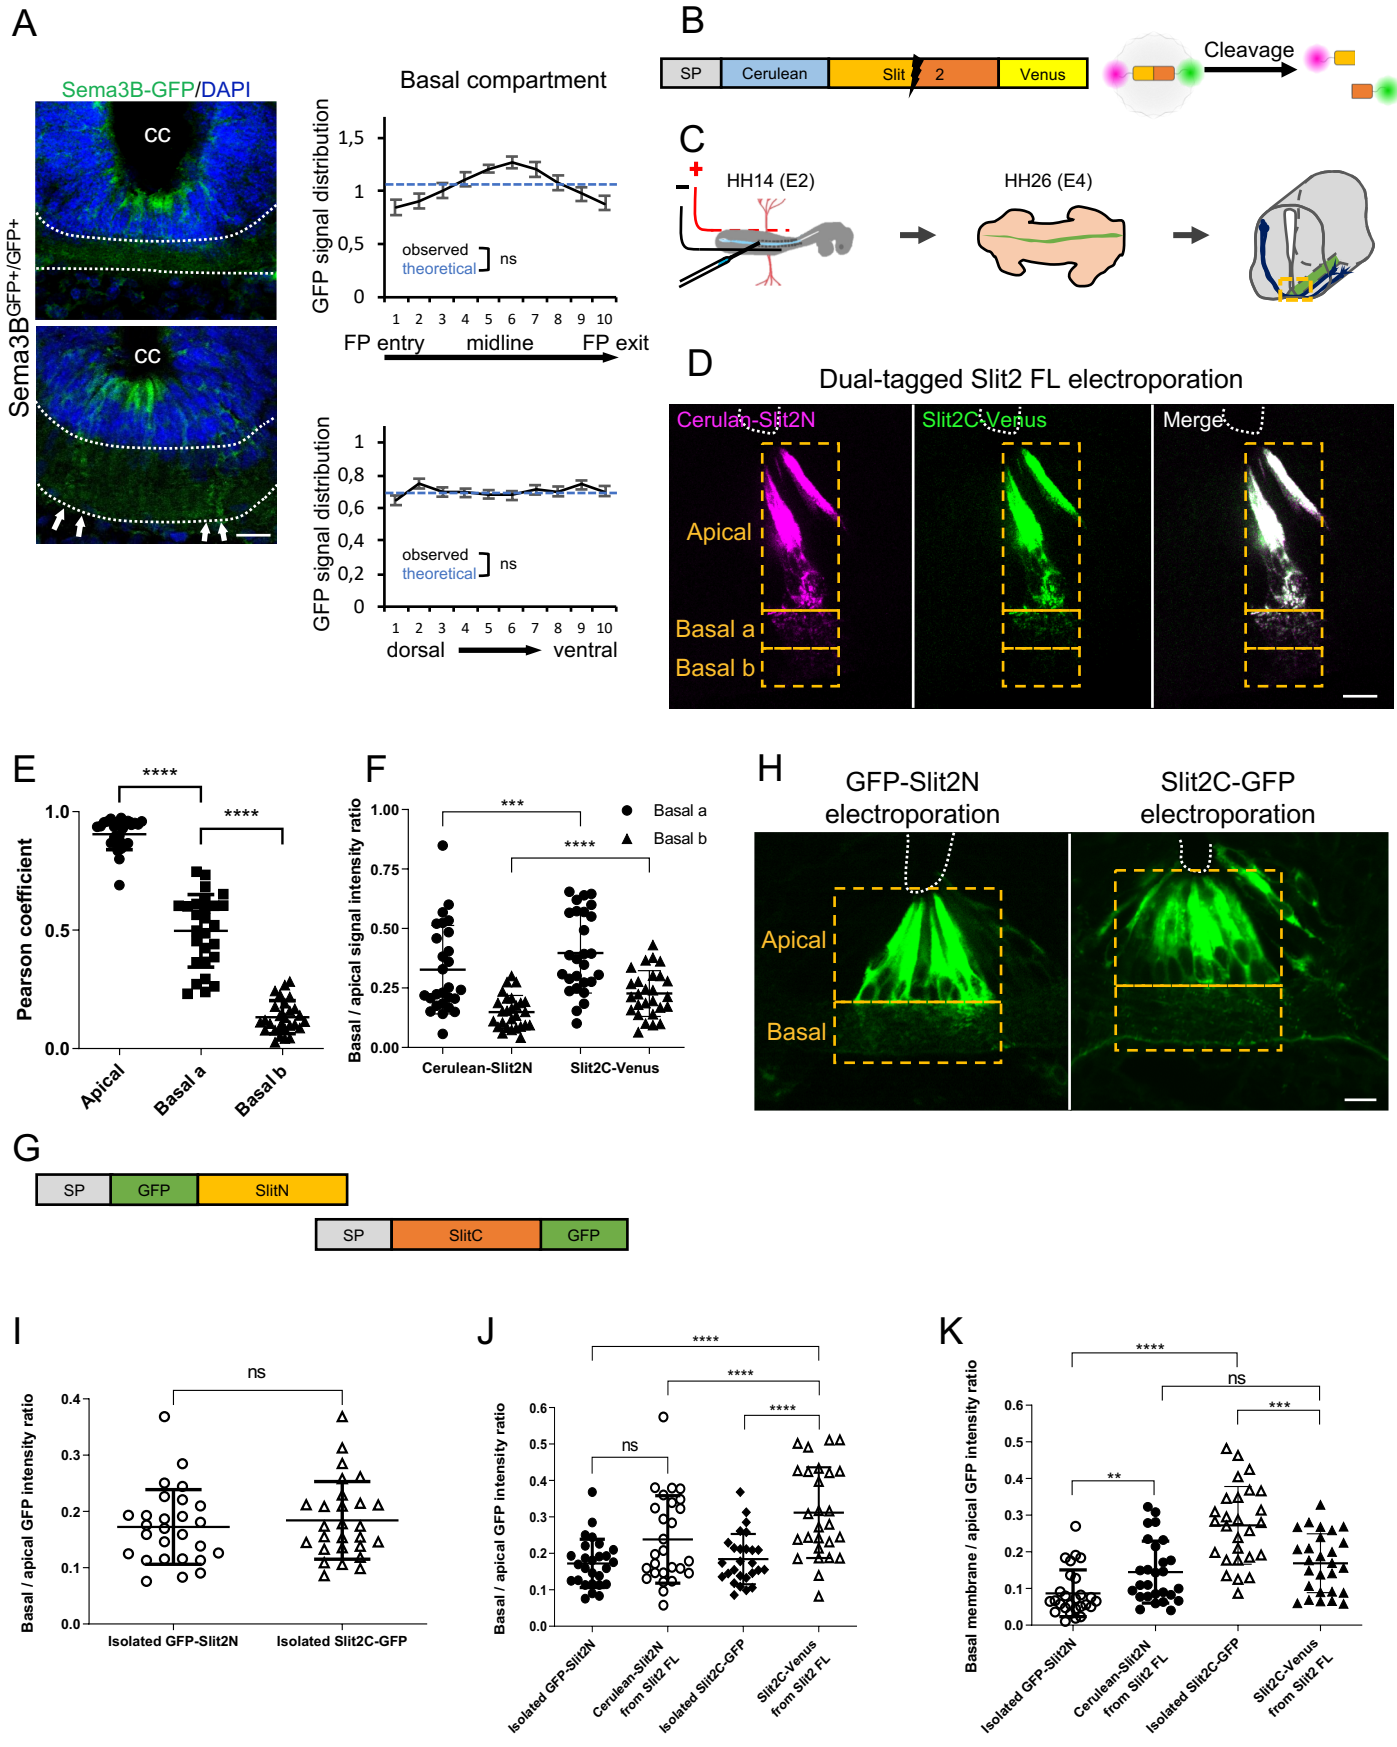 A
Sema3B-GFP/DAPI
CC
CC
Sema3B^GFP+/GFP+
Basal compartment
GFP signal distribution
1,5
1
0,5
0
observed
theoretical
ns
1 2 3 4 5 6 7 8 9 10
FP entry midline FP exit
GFP signal distribution
1
0,8
0,6
0,4
0,2
0
observed
theoretical
ns
1 2 3 4 5 6 7 8 9 10
dorsal ventral
B
SP Cerulean Slit 2 Venus
Cleavage
C
+
-
HH14 (E2)
HH26 (E4)
D
Dual-tagged Slit2 FL electroporation
Cerulan-Slit2N
Slit2C-Venus
Merge
Apical
Basal a
Basal b
E
Pearson coefficient
1.0
0.5
0.0
****
****
Apical
Basal a
Basal b
F
Basal / apical signal intensity ratio
1.00
0.75
0.50
0.25
0.00
***
****
Basal a
Basal b
Cerulean-Slit2N
Slit2C-Venus
H
GFP-Slit2N
electroporation
Slit2C-GFP
electroporation
Apical
Basal
G
SP GFP SlitN
SP SlitC GFP
I
Basal / apical GFP intensity ratio
0.4
0.3
0.2
0.1
0.0
ns
Isolated GFP-Slit2N
Isolated Slit2C-GFP
J
Basal / apical GFP intensity ratio
0.6
0.5
0.4
0.3
0.2
0.1
0.0
****
****
****
ns
Isolated GFP-Slit2N
Cerulean-Slit2N
from Slit2 FL
Isolated Slit2C-GFP
Slit2C-Venus
from Slit2 FL
K
Basal membrane / apical GFP intensity ratio
0.6
0.5
0.4
0.3
0.2
0.1
0.0
****
ns
***
**
Isolated GFP-Slit2N
Cerulean-Slit2N
from Slit2 FL
Isolated Slit2C-GFP
Slit2C-Venus
from Slit2 FL